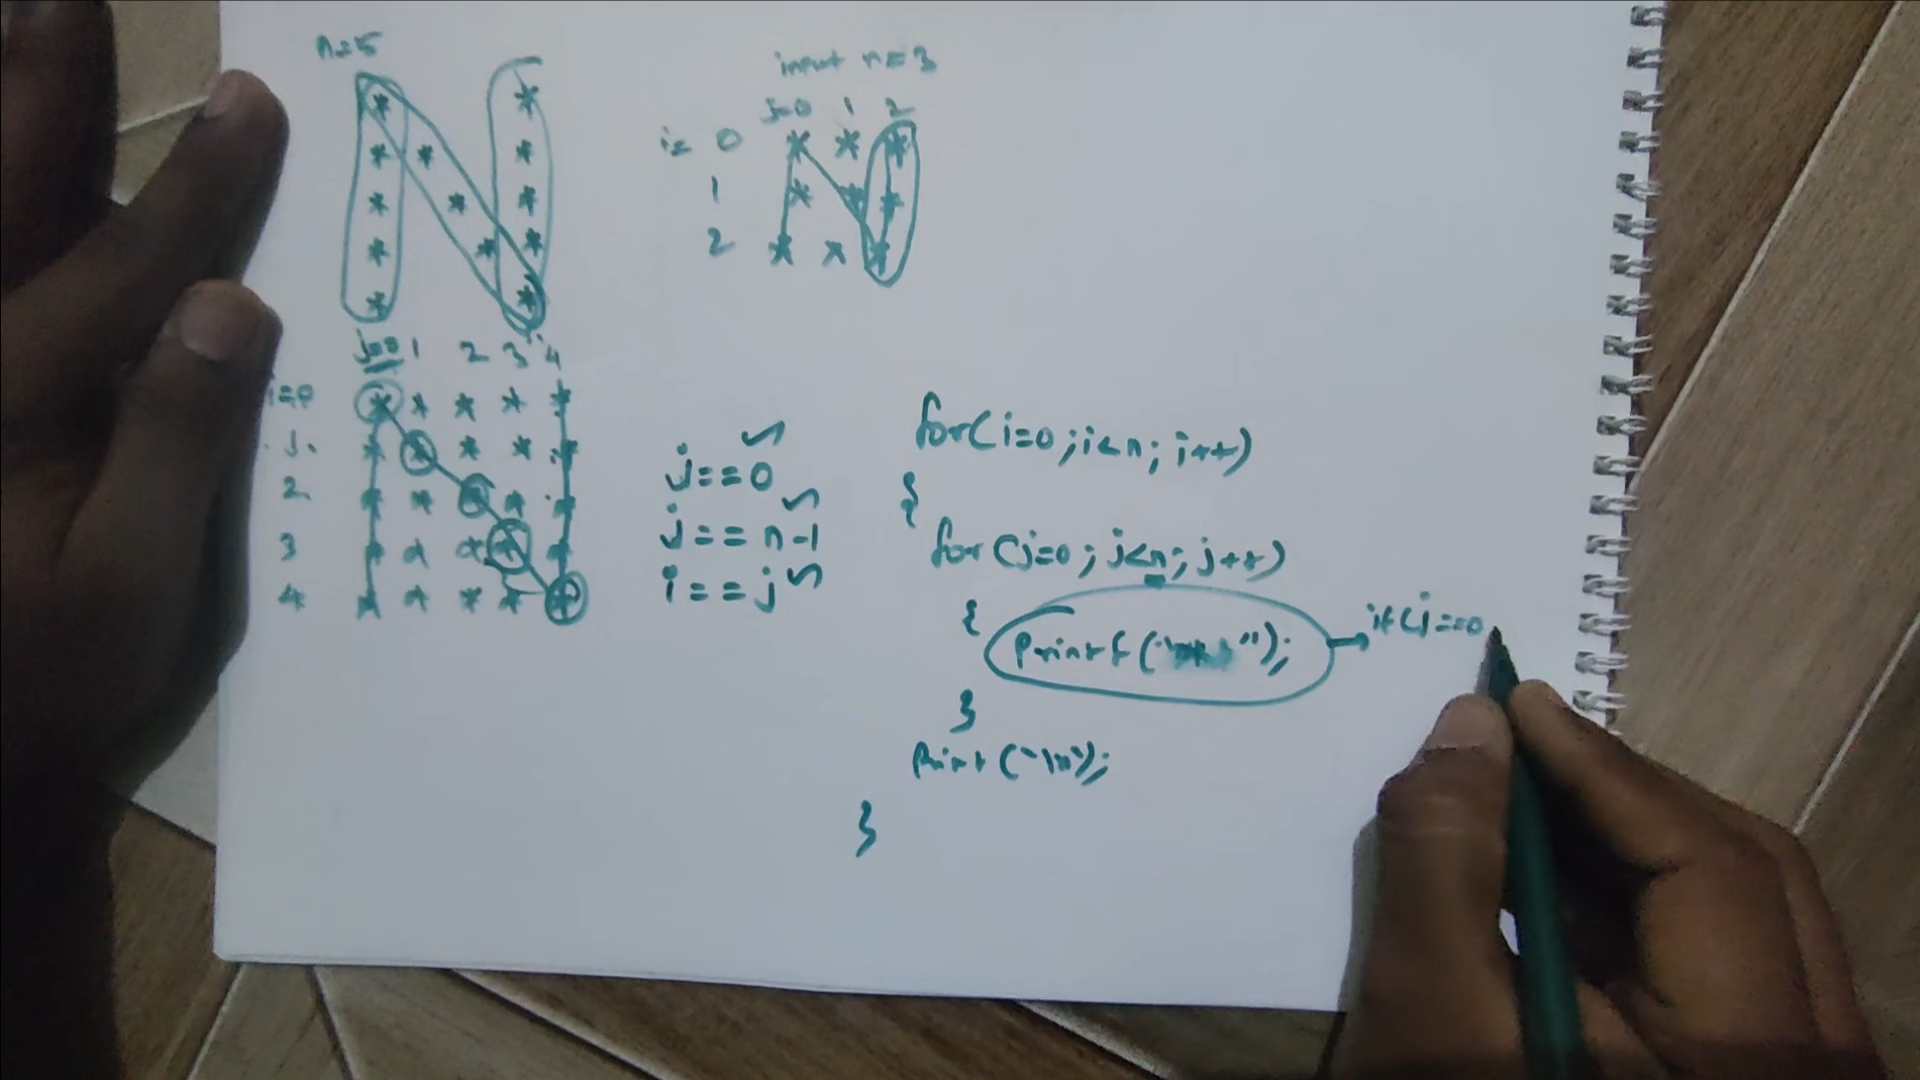 n=5
*       *
* *     *
*   *   *
*     * *
*       *
j=0 1 2 3 4
i=0 * * * * *
1 * * * * *
2 * * * * *
3 * * * * *
4 * * * * *
input n=3
j=0 1 2
i= 0 * * *
1 * * *
2 * * *
j==0
j==n-1
i==j
for(i=0;i<n;i++)
{
for(j=0;j<n;j++)
{
printf(" ");
}
print("\n");
}
if(j==0